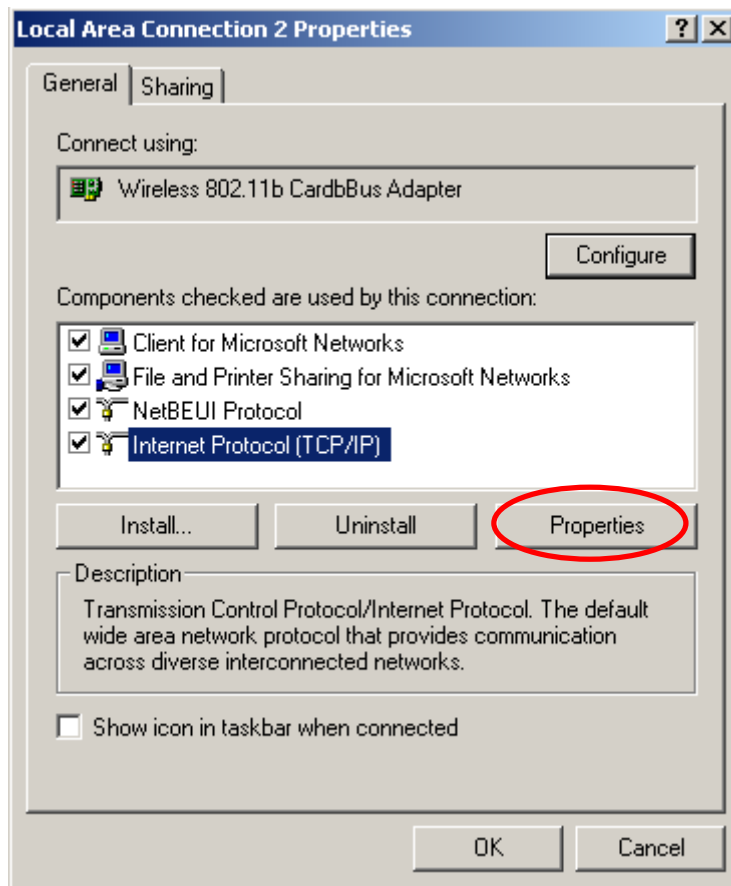 Local Area Connection 2 Properties
General
Sharing
Connect using:
Wireless 802.11b CardbBus Adapter
Configure
Components checked are used by this connection:
Client for Microsoft Networks
File and Printer Sharing for Microsoft Networks
NetBEUI Protocol
Internet Protocol (TCP/IP)
Install...
Uninstall
Properties
Description
Transmission Control Protocol/Internet Protocol. The default
wide area network protocol that provides communication
across diverse interconnected networks.
Show icon in taskbar when connected
OK
Cancel